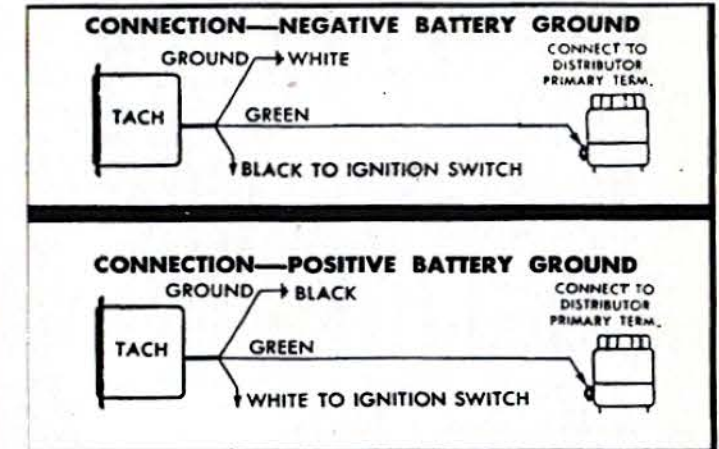 CONNECTION—NEGATIVE BATTERY GROUND
CONNECT TO
DISTRIBUTOR
PRIMARY TERM.
GROUND WHITE
TACH
GREEN
BLACK TO IGNITION SWITCH
CONNECTION—POSITIVE BATTERY GROUND
CONNECT TO
DISTRIBUTOR
PRIMARY TERM.
GROUND BLACK
TACH
GREEN
WHITE TO IGNITION SWITCH